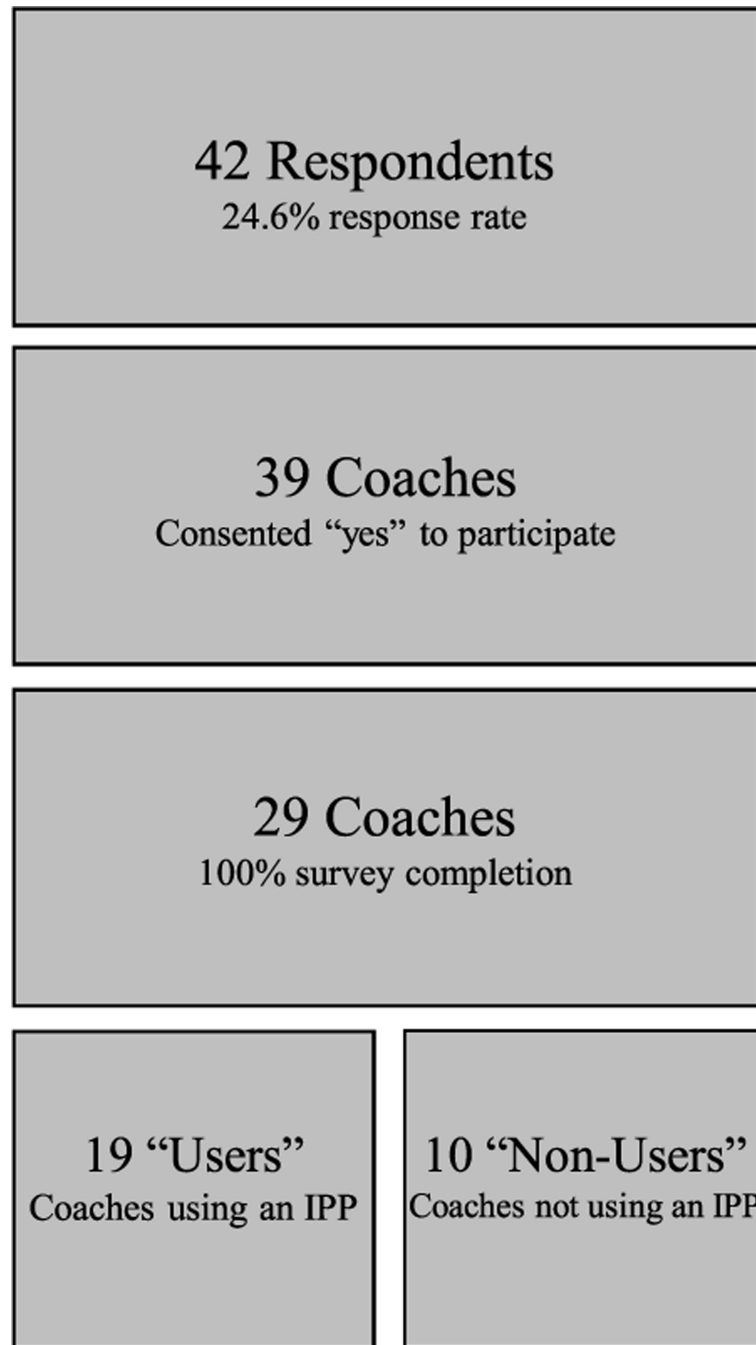 42 Respondents
24.6% response rate
39 Coaches
Consented “yes” to participate
29 Coaches
100% survey completion
19 “Users”
Coaches using an IPP
10 “Non-Users”
Coaches not using an IPP